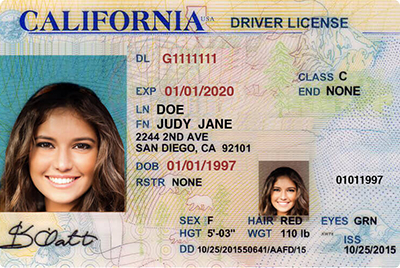 CALIFORNIA USA DRIVER LICENSE
DL G1111111
CLASS C
EXP 01/01/2020 END NONE
LN DOE
FN JUDY JANE
2244 2ND AVE
SAN DIEGO, CA 92101
DOB 01/01/1997
RSTR NONE 01011997
SEX F HAIR RED EYES GRN
HGT 5'-03" WGT 110 lb
ISS
DD 10/25/201550641/AAFD/15 10/25/2015